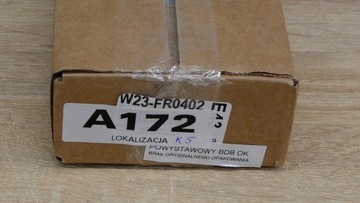 W23-FR0402
A172
LOKALIZACJA K5
POWYSTAWOWY BDB OK
BRAK ORYGINALNEGO OPAKOWANIA